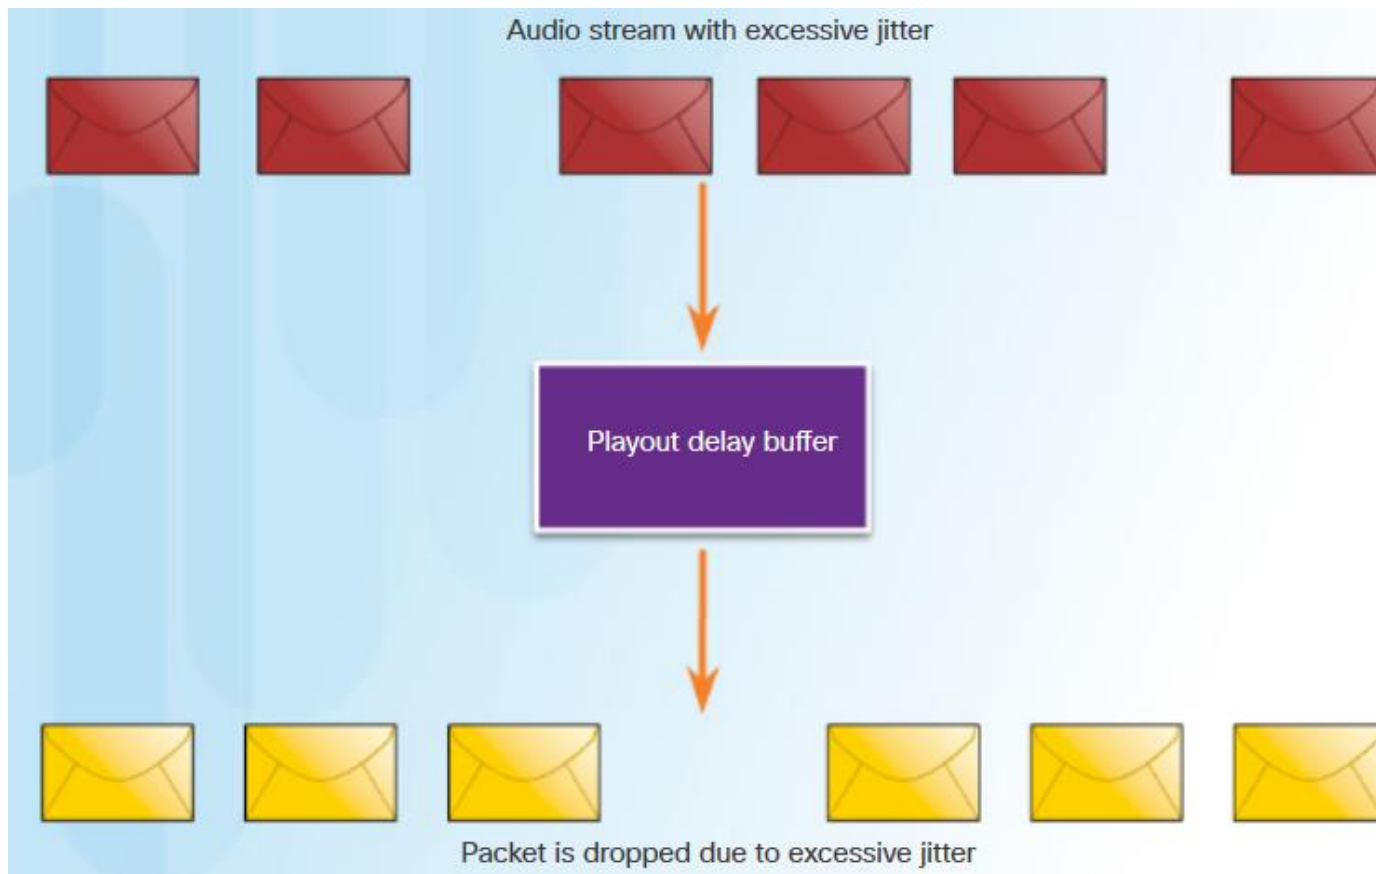 Audio stream with excessive jitter
Playout delay buffer
Packet is dropped due to excessive jitter